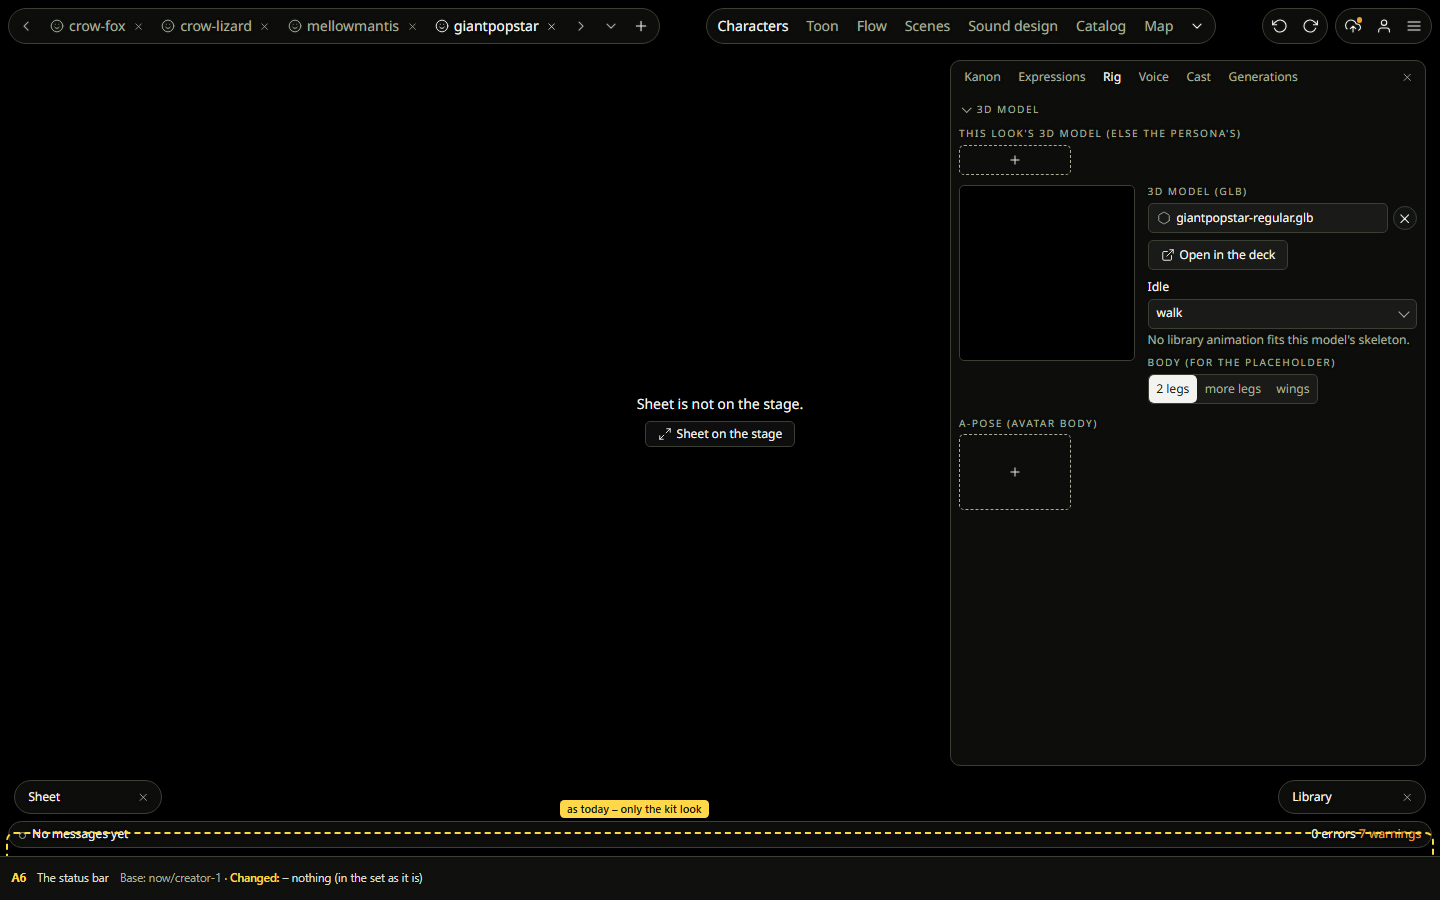 crow-fox crow-lizard mellowmantis giantpopstar
Characters Toon Flow Scenes Sound design Catalog Map
Kanon Expressions Rig Voice Cast Generations
3D MODEL
THIS LOOK'S 3D MODEL (ELSE THE PERSONA'S)
3D MODEL (GLB)
giantpopstar-regular.glb
Open in the deck
Idle
walk
No library animation fits this model's skeleton.
BODY (FOR THE PLACEHOLDER)
2 legs more legs wings
A-POSE (AVATAR BODY)
Sheet is not on the stage.
Sheet on the stage
Sheet
Library
as today – only the kit look
No messages yet
0 errors 7 warnings
A6 The status bar Base: now/creator-1 · Changed: – nothing (in the set as it is)